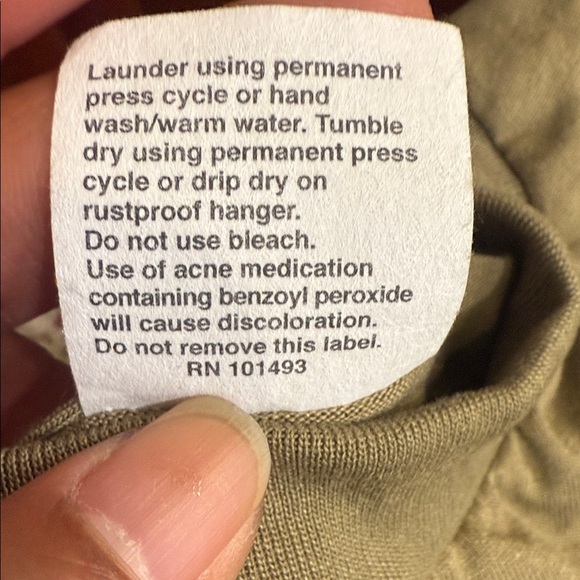 Launder using permanent
press cycle or hand
wash/warm water. Tumble
dry using permanent press
cycle or drip dry on
rustproof hanger.
Do not use bleach.
Use of acne medication
containing benzoyl peroxide
will cause discoloration.
Do not remove this label.
RN 101493